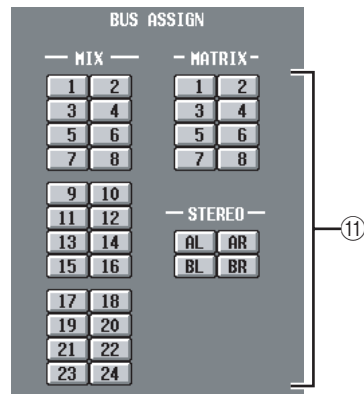 BUS ASSIGN
MIX
1 2
3 4
5 6
7 8
9 10
11 12
13 14
15 16
17 18
19 20
21 22
23 24
MATRIX
1 2
3 4
5 6
7 8
STEREO
AL AR
BL BR
⑪